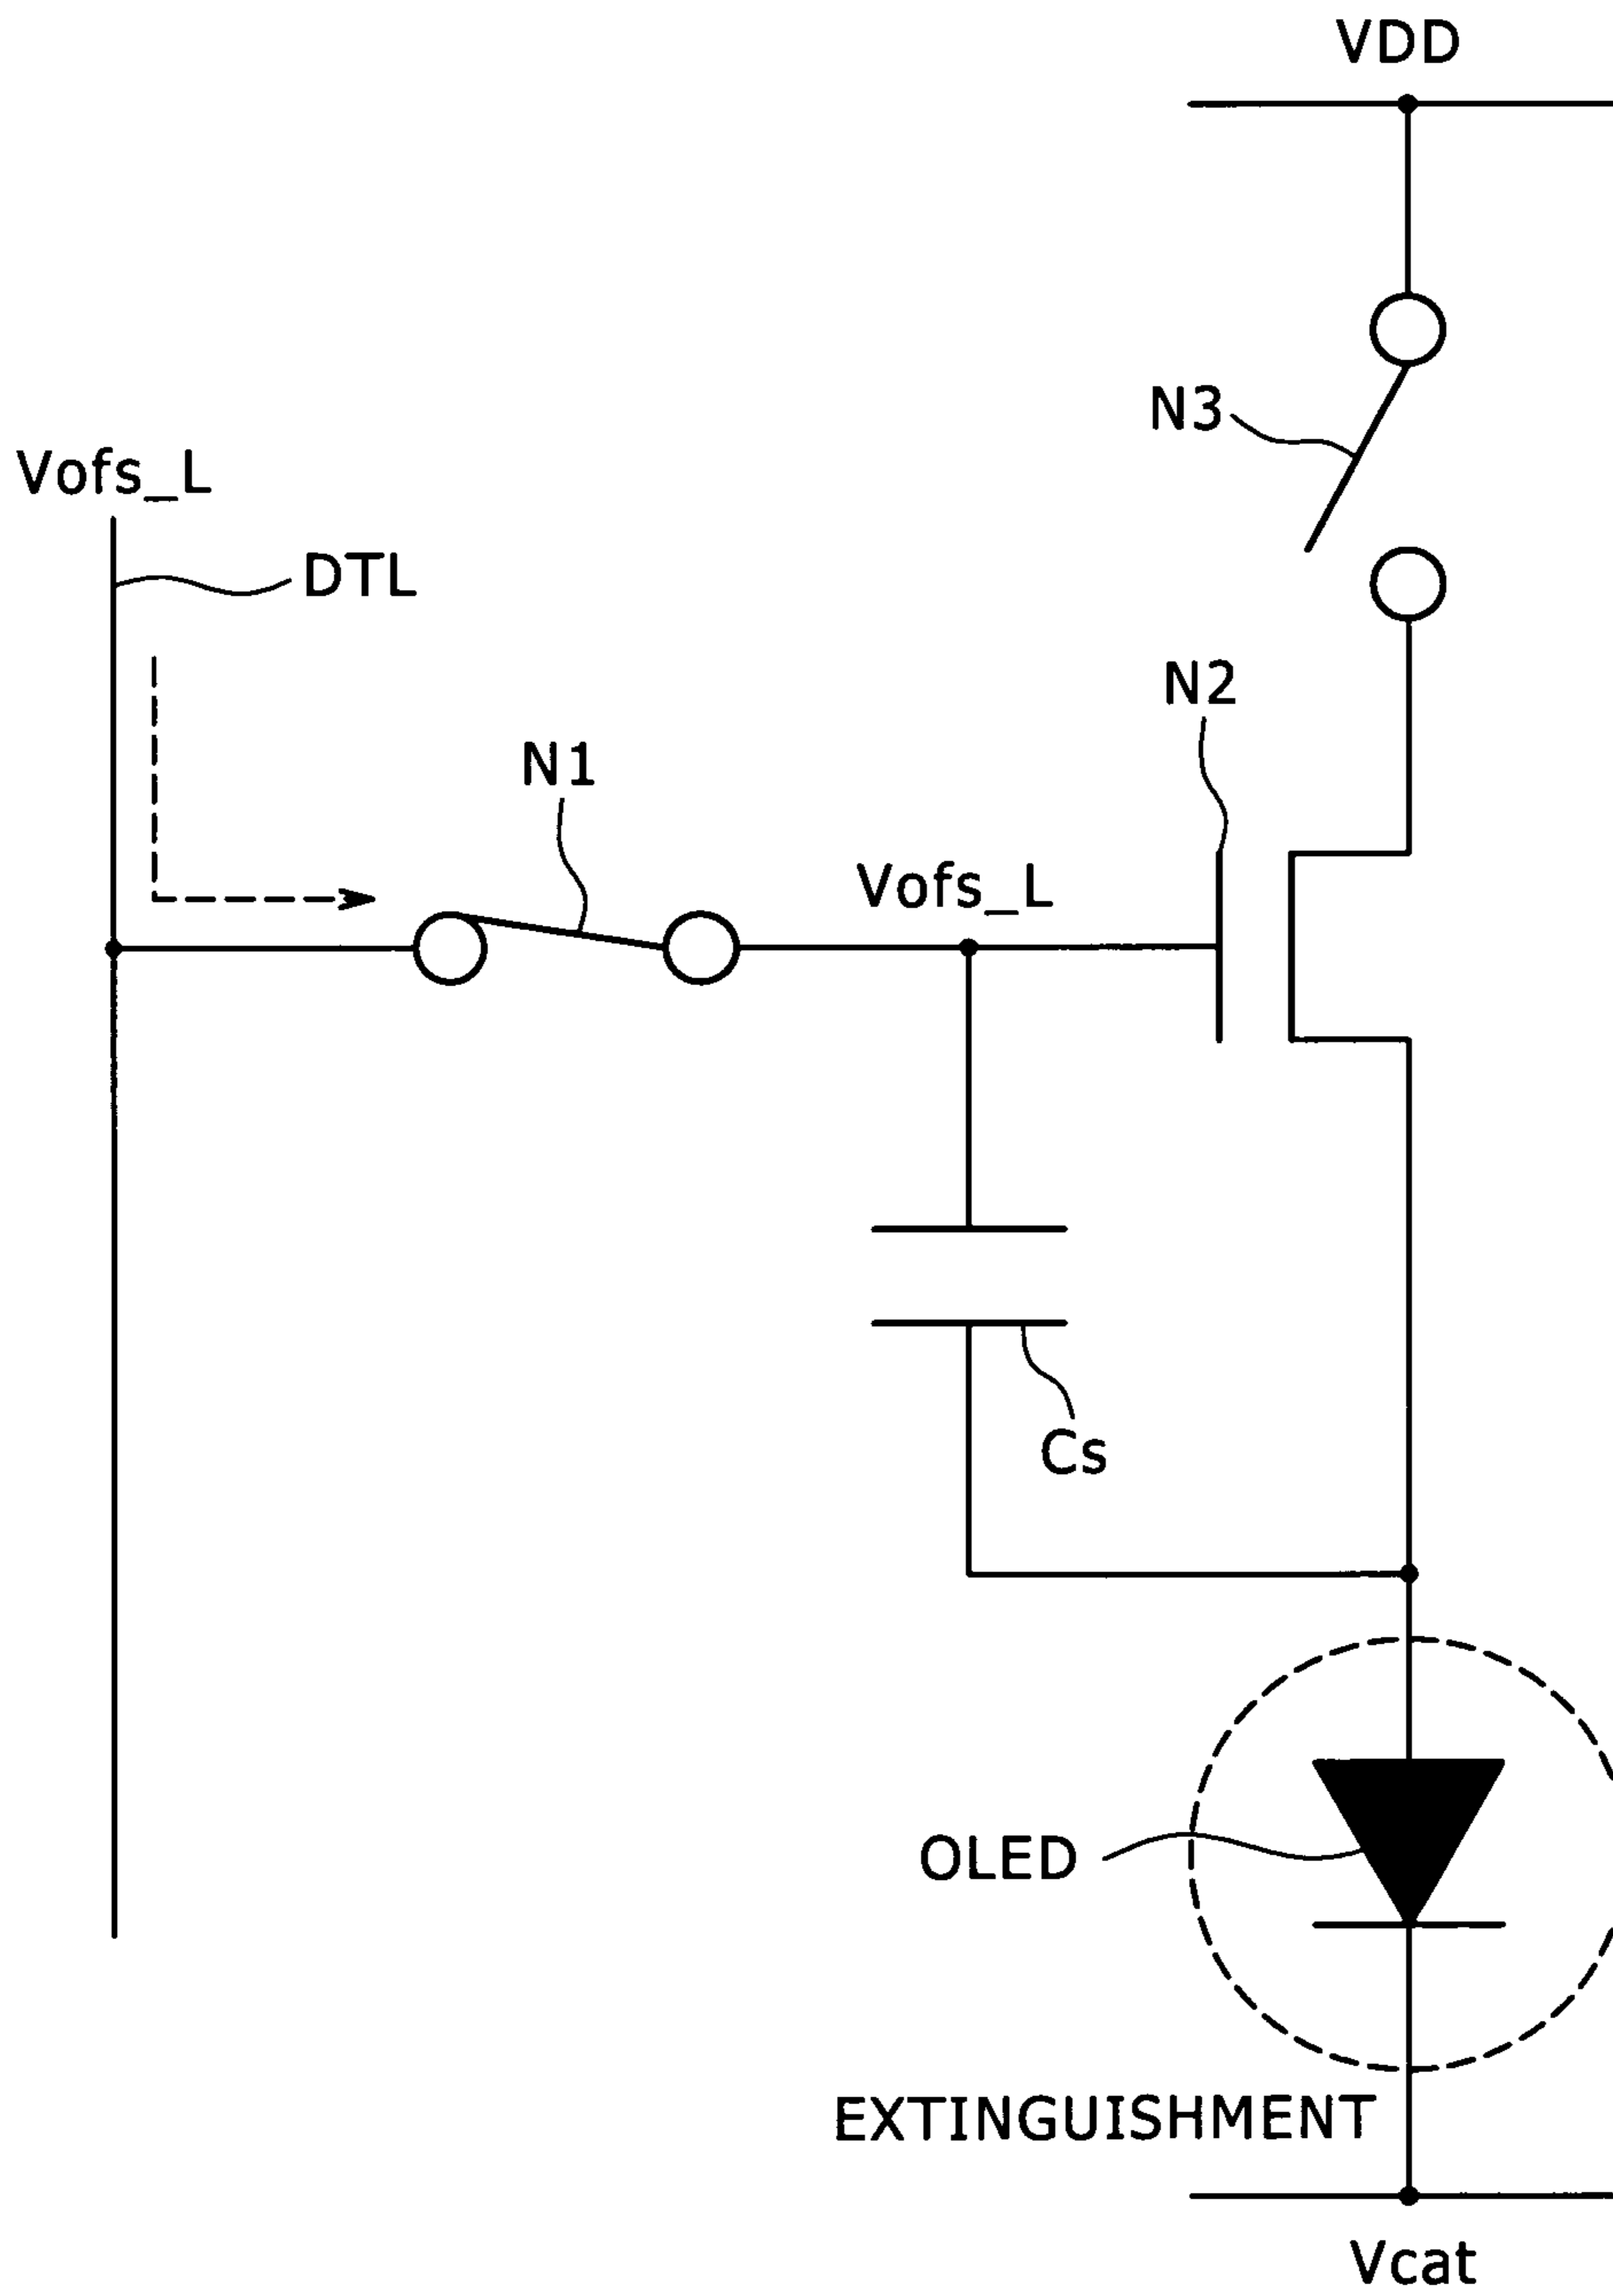 VDD
N3
Vofs_L
DTL
N2
N1
Vofs_L
Cs
OLED
EXTINGUISHMENT
Vcat